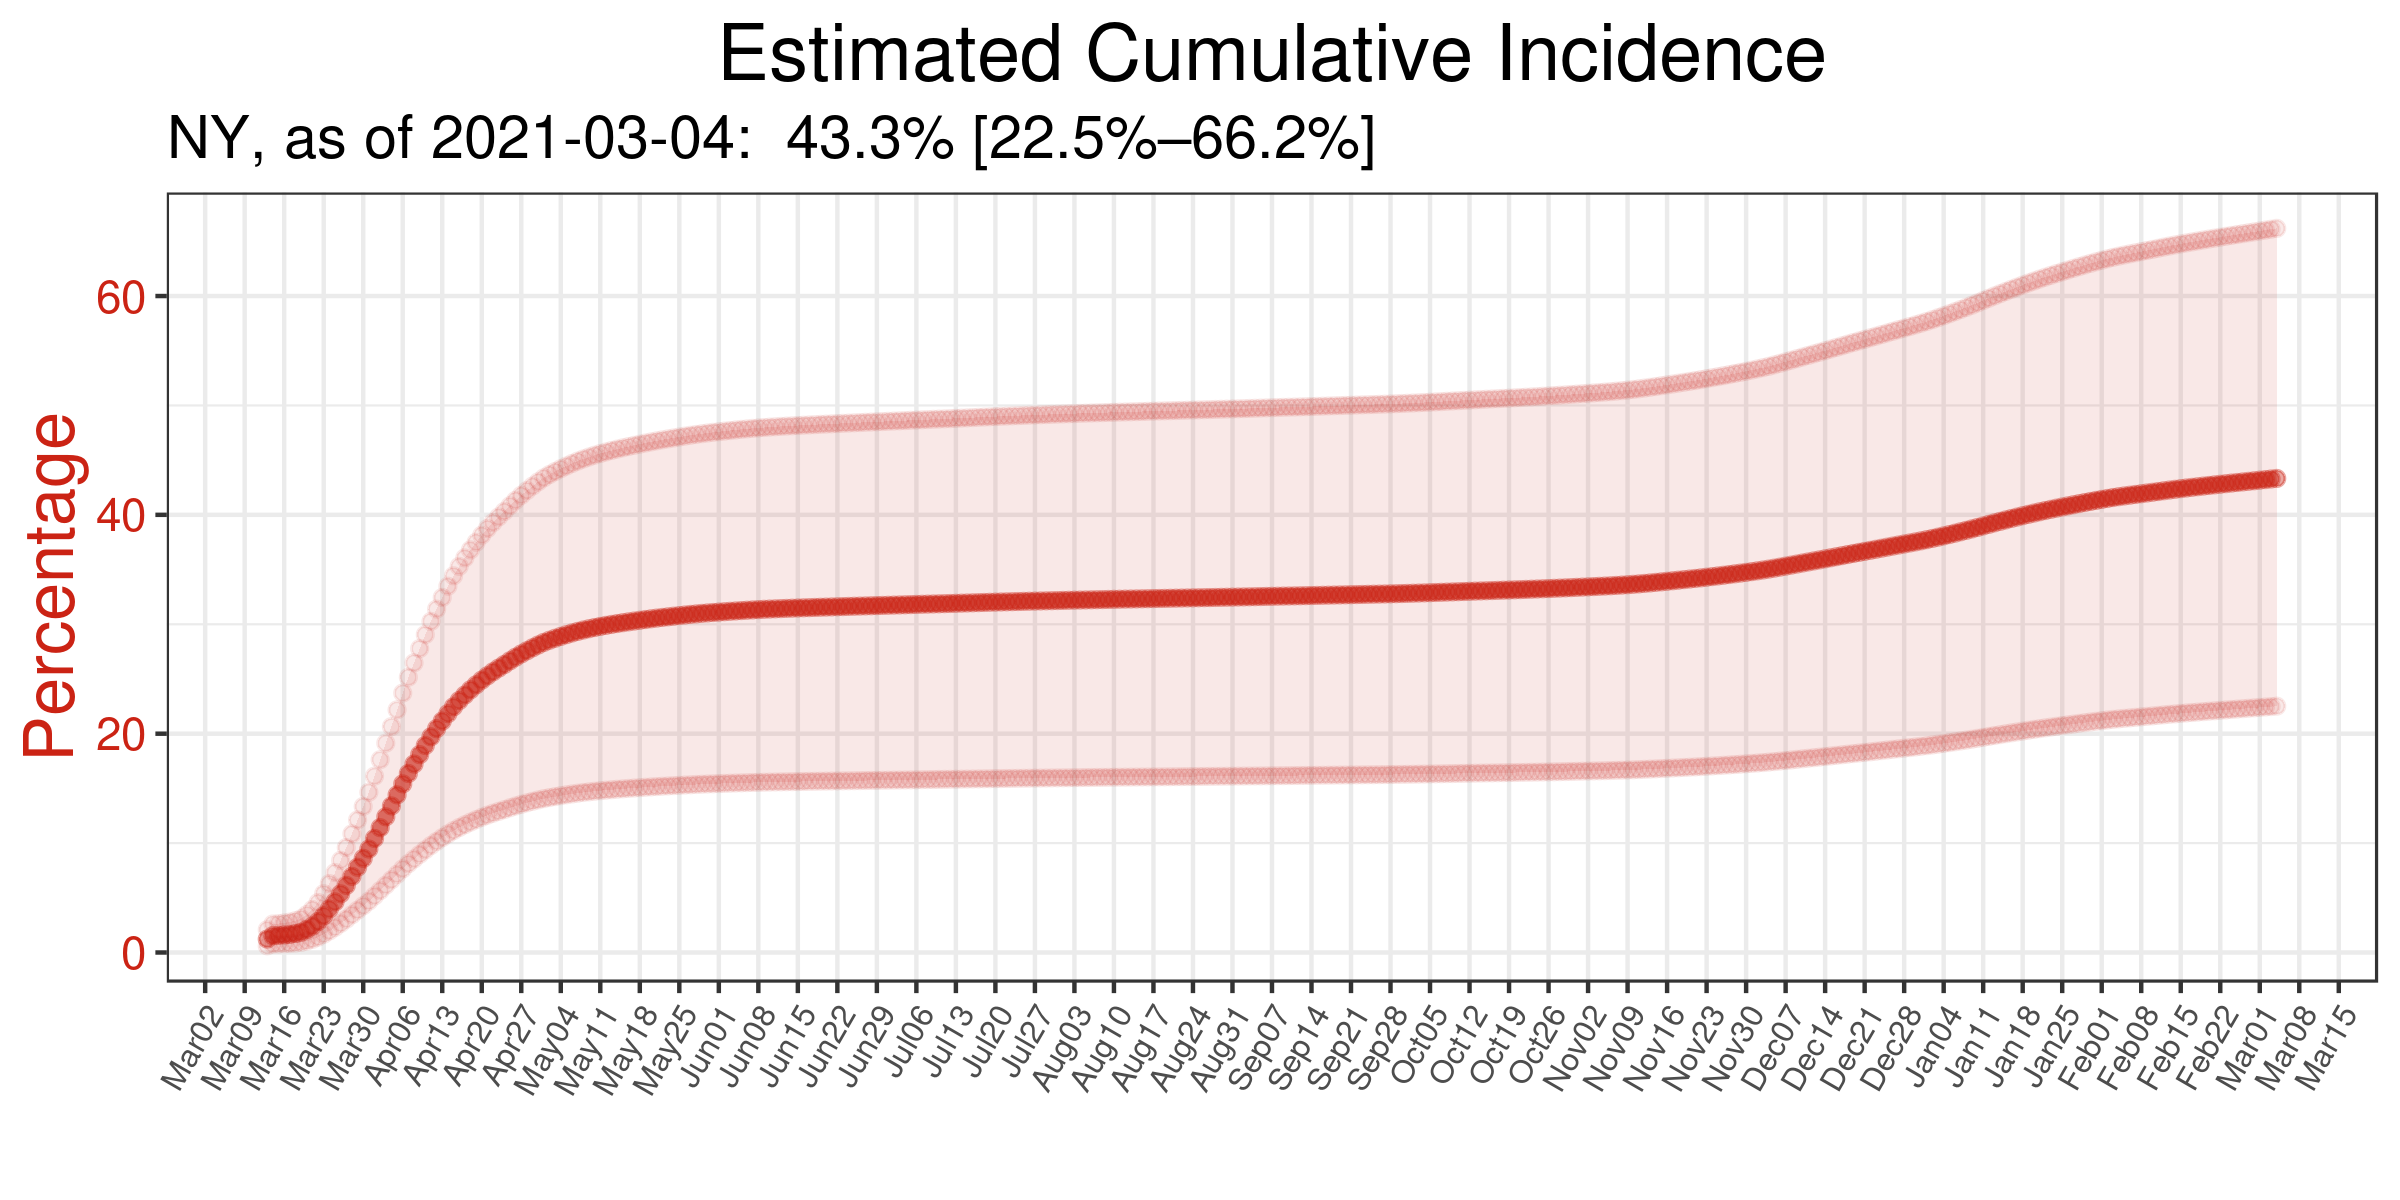 Estimated Cumulative Incidence
NY, as of 2021-03-04:  43.3% [22.5%–66.2%]
Percentage
60
40
20
0
Mar02
Mar09
Mar16
Mar23
Mar30
Apr06
Apr13
Apr20
Apr27
May04
May11
May18
May25
Jun01
Jun08
Jun15
Jun22
Jun29
Jul06
Jul13
Jul20
Jul27
Aug03
Aug10
Aug17
Aug24
Aug31
Sep07
Sep14
Sep21
Sep28
Oct05
Oct12
Oct19
Oct26
Nov02
Nov09
Nov16
Nov23
Nov30
Dec07
Dec14
Dec21
Dec28
Jan04
Jan11
Jan18
Jan25
Feb01
Feb08
Feb15
Feb22
Mar01
Mar08
Mar15